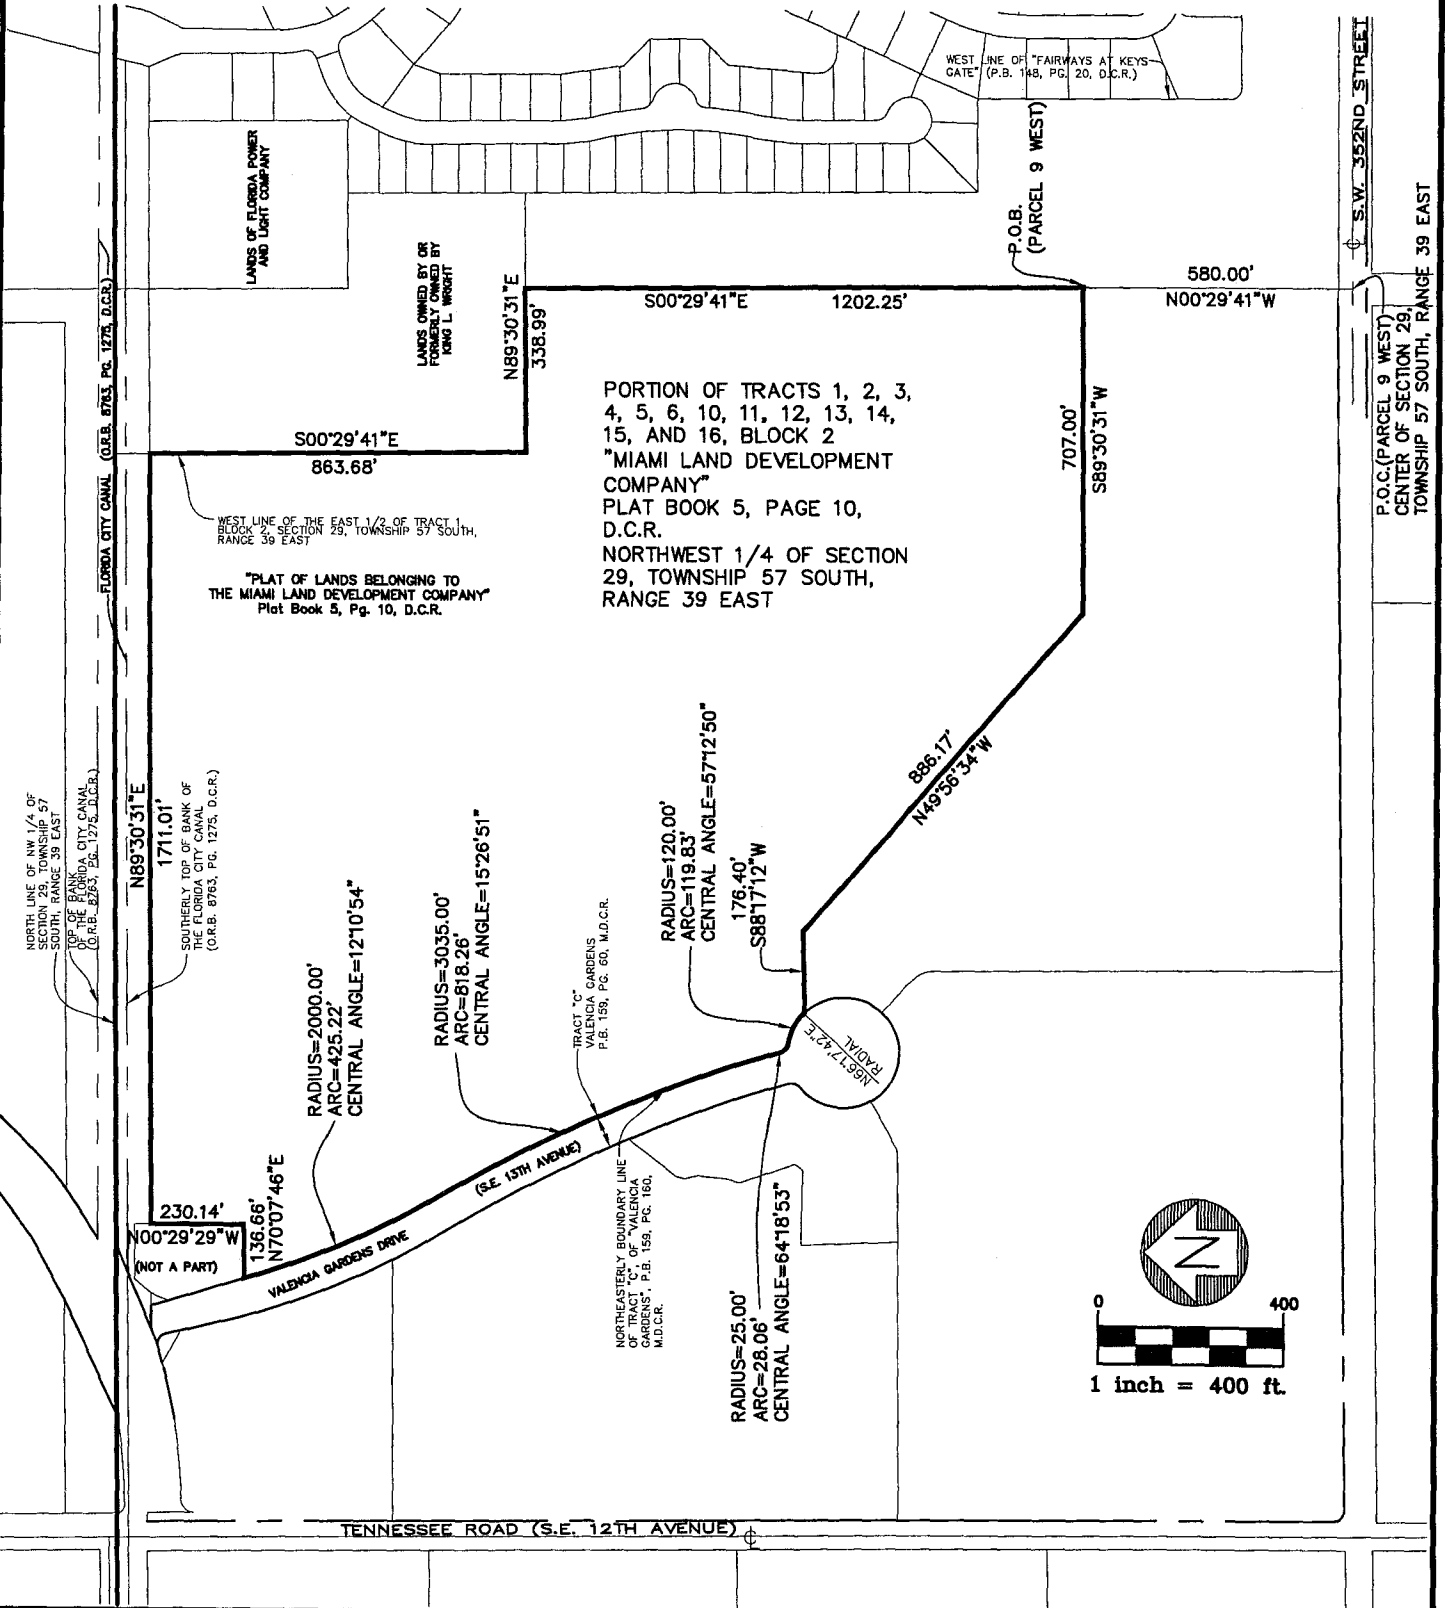 WEST LINE OF "FAIRWAYS AT KEYS
GATE" (P.B. 148, PG. 20, D.C.R.)
S.W. 352ND STREET
LANDS OF FLORIDA POWER
AND LIGHT COMPANY
P.O.B.
(PARCEL 9 WEST)
LANDS OWNED BY OR
FORMERLY OWNED BY
KING L. WRIGHT
FLORIDA CITY CANAL (O.R.B. 8763, PG. 1275, D.C.R.)
N89°30'31"E
338.99'
S00°29'41"E 1202.25'
580.00'
N00°29'41"W
P.O.C.(PARCEL 9 WEST)
CENTER OF SECTION 29,
TOWNSHIP 57 SOUTH, RANGE 39 EAST
S00°29'41"E
863.68'
PORTION OF TRACTS 1, 2, 3,
4, 5, 6, 10, 11, 12, 13, 14,
15, AND 16, BLOCK 2
"MIAMI LAND DEVELOPMENT
COMPANY"
PLAT BOOK 5, PAGE 10,
D.C.R.
NORTHWEST 1/4 OF SECTION
29, TOWNSHIP 57 SOUTH,
RANGE 39 EAST
707.00'
S89°30'31"W
WEST LINE OF THE EAST 1/2 OF TRACT 1,
BLOCK 2, SECTION 29, TOWNSHIP 57 SOUTH,
RANGE 39 EAST
"PLAT OF LANDS BELONGING TO
THE MIAMI LAND DEVELOPMENT COMPANY"
Plat Book 5, Pg. 10, D.C.R.
886.17'
N49°56'34"W
NORTH LINE OF NW 1/4 OF
SECTION 29, TOWNSHIP 57
SOUTH, RANGE 39 EAST
TOP OF BANK
OF THE FLORIDA CITY CANAL
(O.R.B. 8763, PG. 1275, D.C.R.)
N89°30'31"E
1711.01'
SOUTHERLY TOP OF BANK OF
THE FLORIDA CITY CANAL
(O.R.B. 8763, PG. 1275, D.C.R.)
RADIUS=2000.00'
ARC=425.22'
CENTRAL ANGLE=12°10'54"
RADIUS=3035.00'
ARC=818.26'
CENTRAL ANGLE=15°26'51"
TRACT "C"
VALENCIA GARDENS
P.B. 159, PG. 60, M.D.C.R.
RADIUS=120.00'
ARC=119.83'
CENTRAL ANGLE=57°12'50"
176.40'
S88°17'12"W
N66°17'42"E
RADIAL
230.14'
N00°29'29"W
(NOT A PART)
136.66'
N70°07'46"E
VALENCIA GARDENS DRIVE
(S.E. 13TH AVENUE)
NORTHEASTERLY BOUNDARY LINE
OF TRACT "C", OF "VALENCIA
GARDENS", P.B. 159, PG. 160,
M.D.C.R.
RADIUS=25.00'
ARC=28.06'
CENTRAL ANGLE=64°18'53"
N
0 400
1 inch = 400 ft.
TENNESSEE ROAD (S.E. 12TH AVENUE)